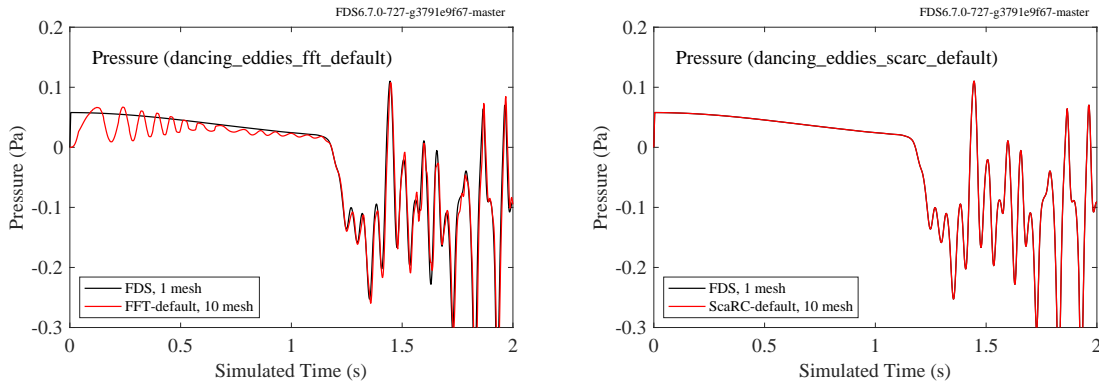 FDS6.7.0-727-g3791e9f67-master
Pressure (dancing_eddies_fft_default)
0.2
0.1
0
-0.1
-0.2
-0.3
Pressure (Pa)
FDS, 1 mesh
FFT-default, 10 mesh
0 0.5 1 1.5 2
Simulated Time (s)
FDS6.7.0-727-g3791e9f67-master
Pressure (dancing_eddies_scarc_default)
0.2
0.1
0
-0.1
-0.2
-0.3
Pressure (Pa)
FDS, 1 mesh
ScaRC-default, 10 mesh
0 0.5 1 1.5 2
Simulated Time (s)